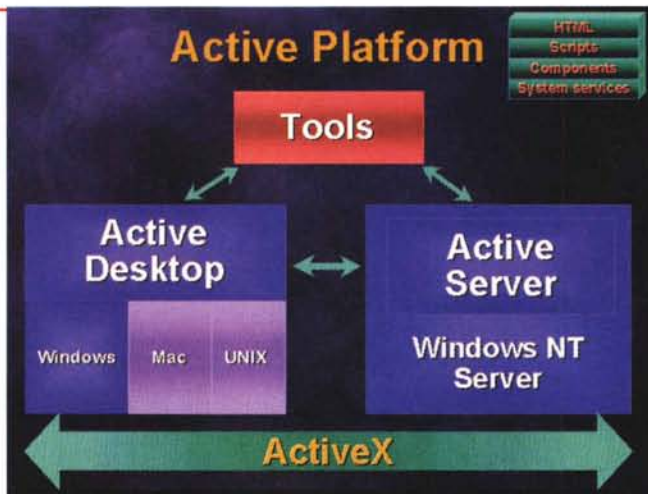 Active Platform
HTML
Scripts
Components
System services
Tools
Active
Desktop
Active
Server
Windows
Mac
UNIX
Windows NT
Server
ActiveX